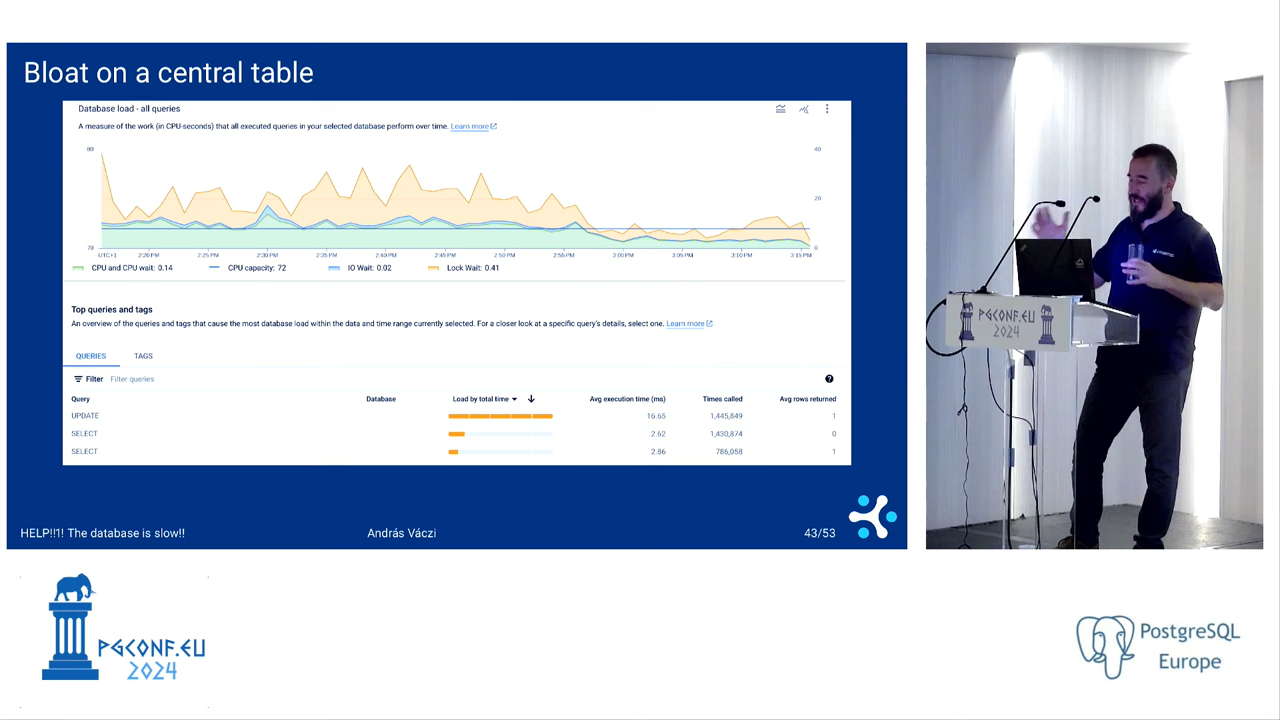 Bloat on a central table
Database load - all queries
A measure of the work (in CPU-seconds) that all executed queries in your selected database perform over time. Learn more
80
40
20
70
0
UTC+1
2:20 PM
2:25 PM
2:30 PM
2:35 PM
2:40 PM
2:45 PM
2:50 PM
2:55 PM
3:00 PM
3:05 PM
3:10 PM
3:15 PM
CPU and CPU wait: 0.14
CPU capacity: 72
IO Wait: 0.02
Lock Wait: 0.41
Top queries and tags
An overview of the queries and tags that cause the most database load within the data and time range currently selected. For a closer look at a specific query's details, select one. Learn more
QUERIES TAGS
Filter Filter queries
Query Database Load by total time Avg execution time (ms) Times called Avg rows returned
UPDATE 16.65 1,445,849 1
SELECT 2.62 1,430,874 0
SELECT 2.86 786,058 1
HELP!!1! The database is slow!! András Váczi 43/53
PGCONF.EU
2024
PGCONF.EU
2024
PostgreSQL
Europe